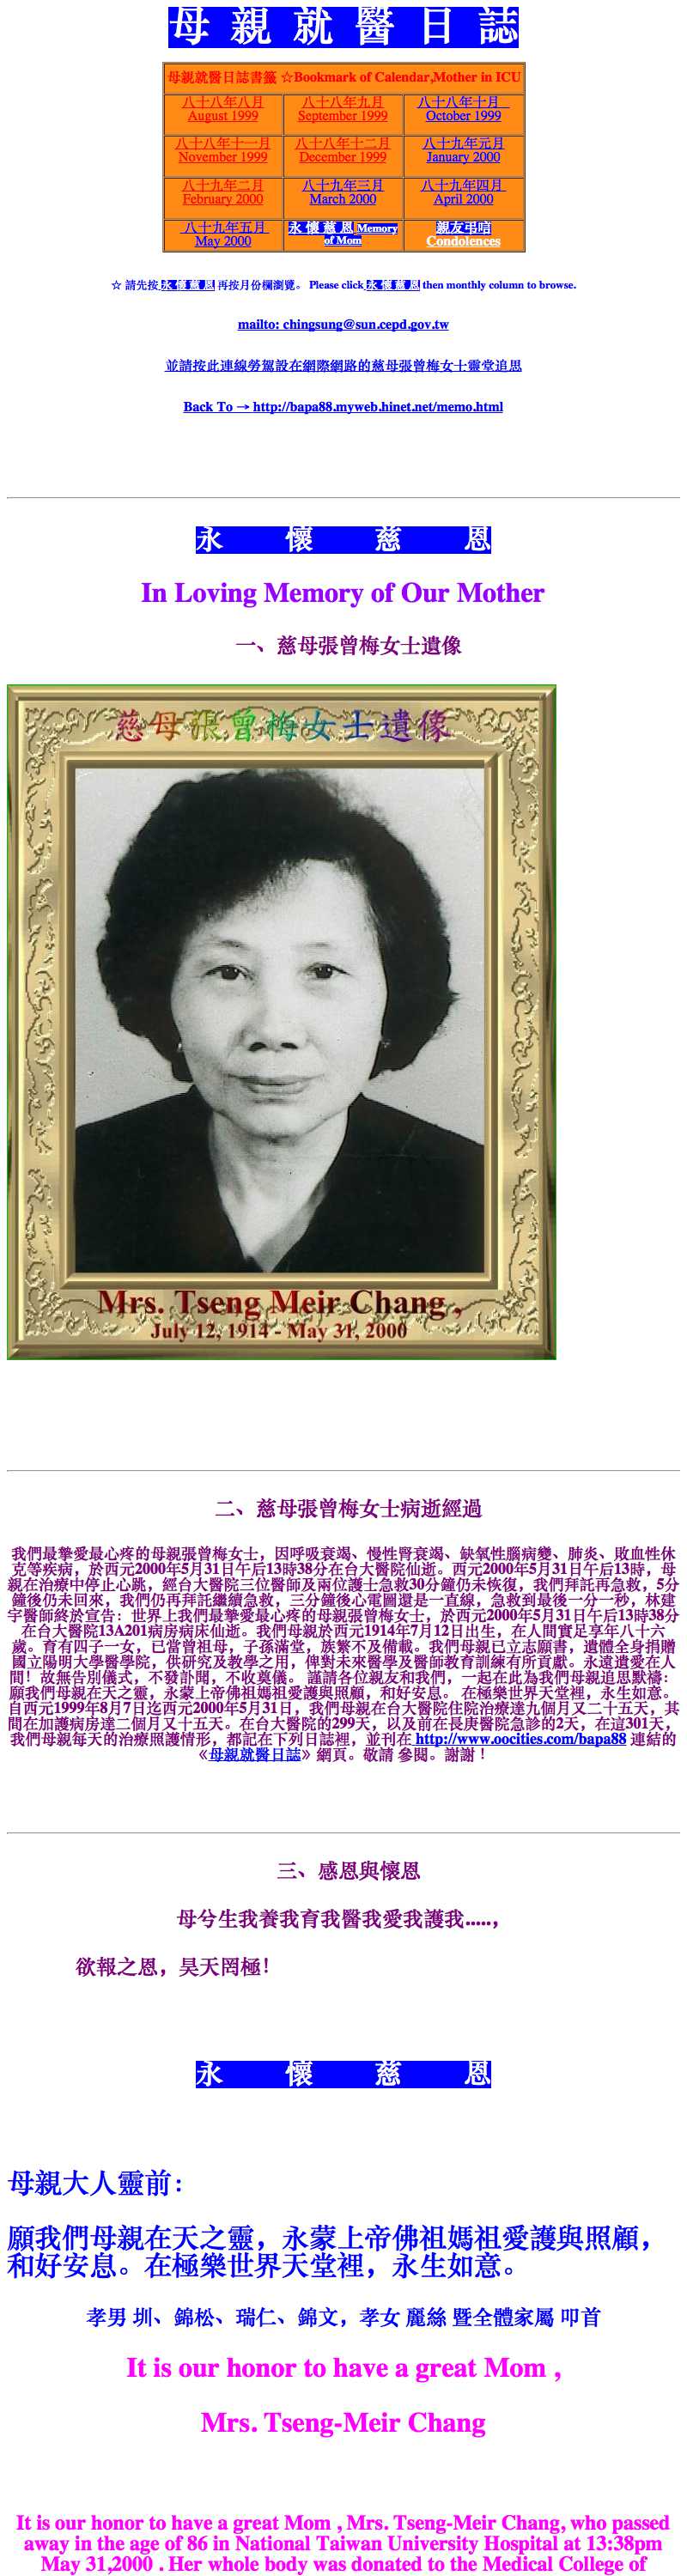 母 親 就 醫 日 誌
母親就醫日誌書籤 ☆Bookmark of Calendar,Mother in ICU
八十八年八月
August 1999
八十八年九月
September 1999
八十八年十月
October 1999
八十八年十一月
November 1999
八十八年十二月
December 1999
八十九年元月
January 2000
八十九年二月
February 2000
八十九年三月
March 2000
八十九年四月
April 2000
八十九年五月
May 2000
永 懷 慈 恩 Memory
of Mom
親友弔唁
Condolences
☆ 請先按 永 懷 慈 恩 再按月份欄瀏覽。 Please click 永 懷 慈 恩 then monthly column to browse.
mailto: chingsung@sun.cepd.gov.tw
並請按此連線勞駕設在網際網路的慈母張曾梅女士靈堂追思
Back To → http://bapa88.myweb.hinet.net/memo.html
永 懷 慈 恩
In Loving Memory of Our Mother
一、慈母張曾梅女士遺像
慈母張曾梅女士遺像
Mrs. Tseng Meir Chang ,
July 12, 1914 - May 31, 2000
二、慈母張曾梅女士病逝經過
我們最摯愛最心疼的母親張曾梅女士，因呼吸衰竭、慢性腎衰竭、缺氧性腦病變、肺炎、敗血性休
克等疾病，於西元2000年5月31日午后13時38分在台大醫院仙逝。西元2000年5月31日午后13時，母
親在治療中停止心跳，經台大醫院三位醫師及兩位護士急救30分鐘仍未恢復，我們拜託再急救，5分
鐘後仍未回來，我們仍再拜託繼續急救，三分鐘後心電圖還是一直線，急救到最後一分一秒，林建
宇醫師終於宣告：世界上我們最摯愛最心疼的母親張曾梅女士，於西元2000年5月31日午后13時38分
在台大醫院13A201病房病床仙逝。我們母親於西元1914年7月12日出生，在人間實足享年八十六
歲。育有四子一女，已當曾祖母，子孫滿堂，族繁不及備載。我們母親已立志願書，遺體全身捐贈
國立陽明大學醫學院，供研究及教學之用，俾對未來醫學及醫師教育訓練有所貢獻。永遠遺愛在人
間！故無告別儀式，不發訃聞，不收奠儀。 謹請各位親友和我們，一起在此為我們母親追思默禱：
願我們母親在天之靈，永蒙上帝佛祖媽祖愛護與照顧，和好安息。 在極樂世界天堂裡，永生如意。
自西元1999年8月7日迄西元2000年5月31日，我們母親在台大醫院住院治療達九個月又二十五天，其
間在加護病房達二個月又十五天。在台大醫院的299天，以及前在長庚醫院急診的2天，在這301天，
我們母親每天的治療照護情形，都記在下列日誌裡，並刊在 http://www.oocities.com/bapa88 連結的
《母親就醫日誌》網頁。敬請 參閱。謝謝！
三、感恩與懷恩
母兮生我養我育我醫我愛我護我.....，
欲報之恩，昊天罔極！
永 懷 慈 恩
母親大人靈前：
願我們母親在天之靈，永蒙上帝佛祖媽祖愛護與照顧，
和好安息。在極樂世界天堂裡，永生如意。
孝男 圳、錦松、瑞仁、錦文，孝女 麗絲 暨全體家屬 叩首
It is our honor to have a great Mom ,
Mrs. Tseng-Meir Chang
It is our honor to have a great Mom , Mrs. Tseng-Meir Chang, who passed
away in the age of 86 in National Taiwan University Hospital at 13:38pm
May 31,2000 . Her whole body was donated to the Medical College of